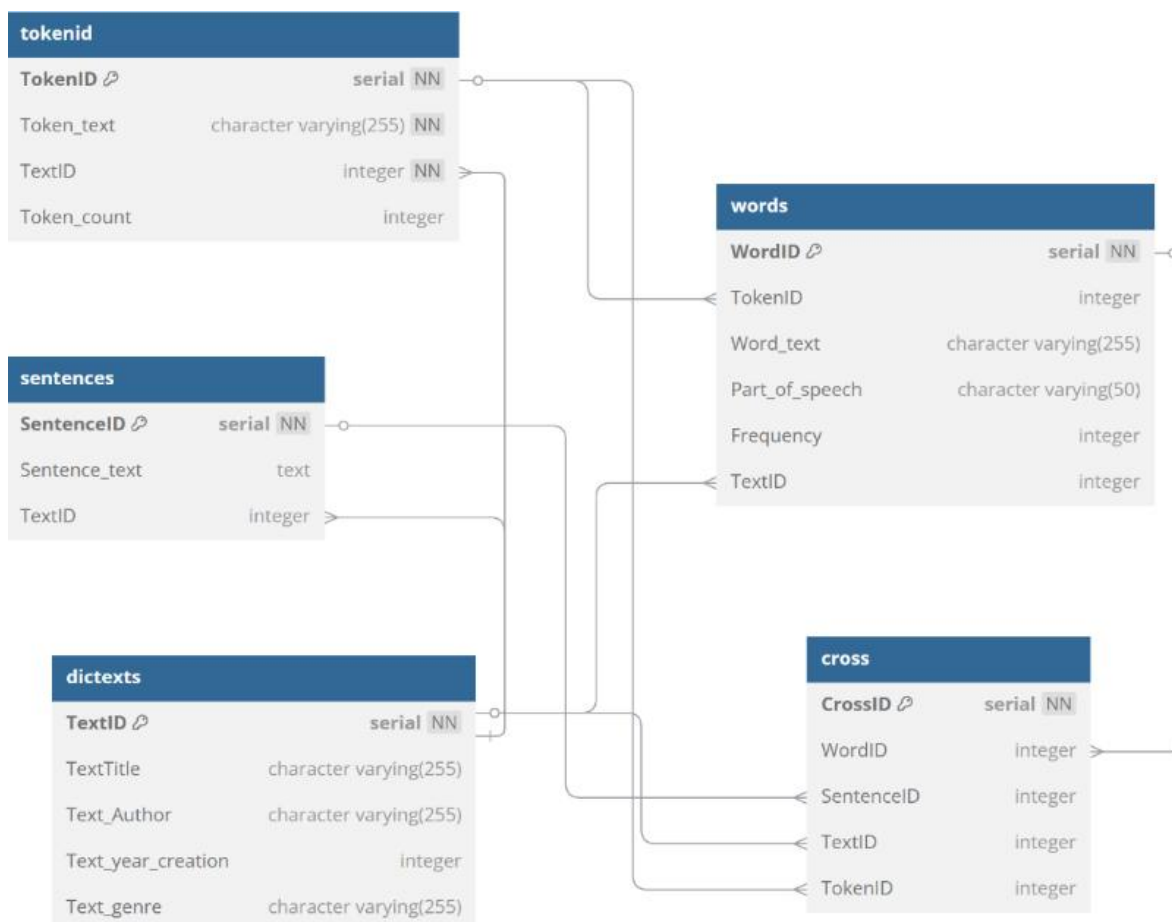 tokenid
TokenID serial NN
Token_text character varying(255) NN
TextID integer NN
Token_count integer
words
WordID serial NN
TokenID integer
Word_text character varying(255)
Part_of_speech character varying(50)
Frequency integer
TextID integer
sentences
SentenceID serial NN
Sentence_text text
TextID integer
dictexts
TextID serial NN
TextTitle character varying(255)
Text_Author character varying(255)
Text_year_creation integer
Text_genre character varying(255)
cross
CrossID serial NN
WordID integer
SentenceID integer
TextID integer
TokenID integer